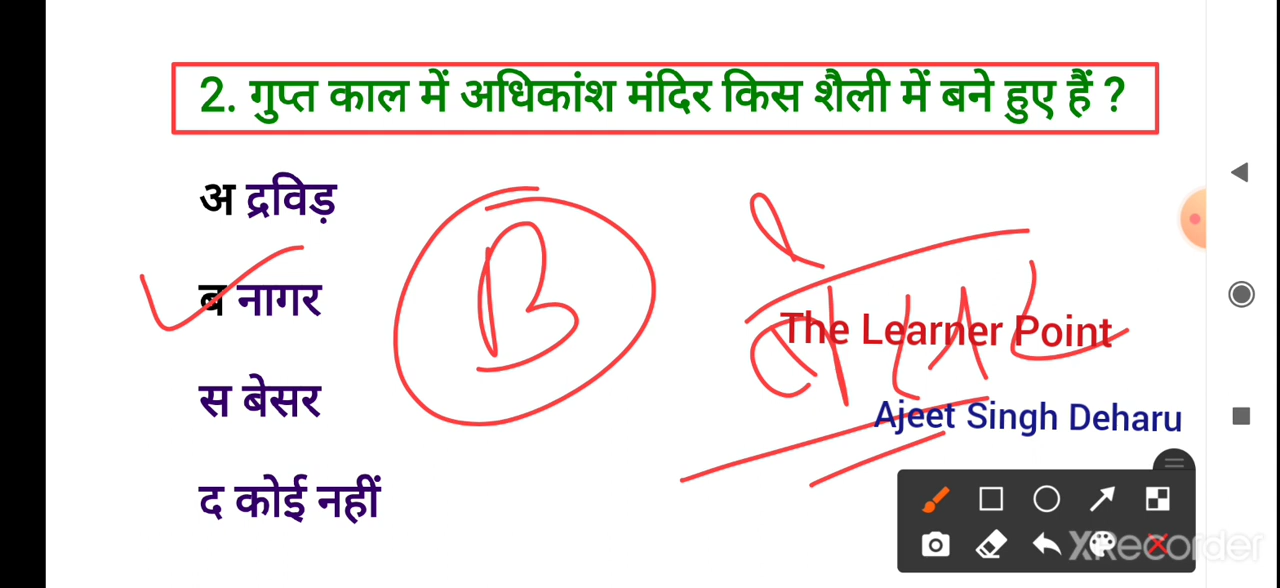 2. गुप्त काल में अधिकांश मंदिर किस शैली में बने हुए हैं ?
अ द्रविड़
ब नागर
B
स बेसर
द कोई नहीं
The Learner Point
Ajeet Singh Deharu
XRecorder